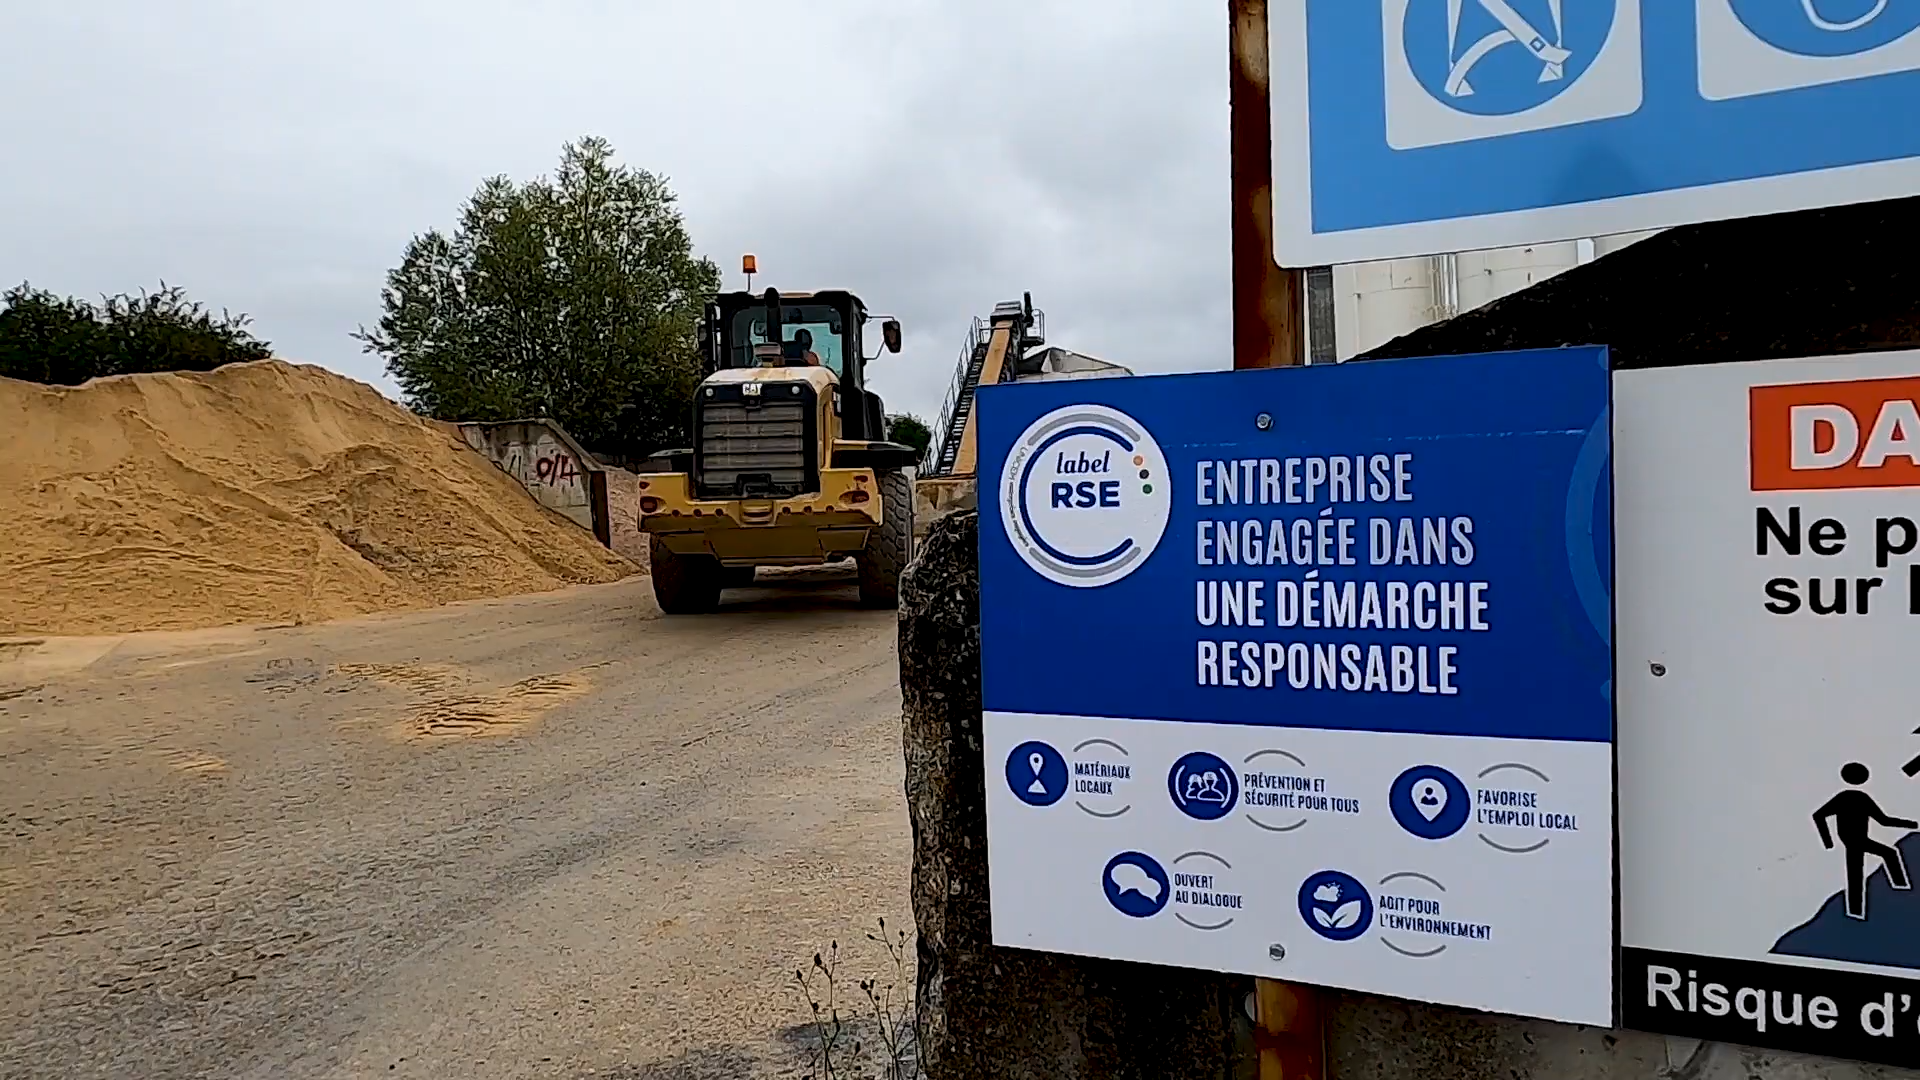 CAT
0/4
label
RSE
UNICEM
ENTREPRISE
ENGAGÉE DANS
UNE DÉMARCHE
RESPONSABLE
MATÉRIAUX
LOCAUX
PRÉVENTION ET
SÉCURITÉ POUR TOUS
FAVORISE
L'EMPLOI LOCAL
OUVERT
AU DIALOGUE
AGIT POUR
L'ENVIRONNEMENT
DA
Ne p
sur l
Risque d'